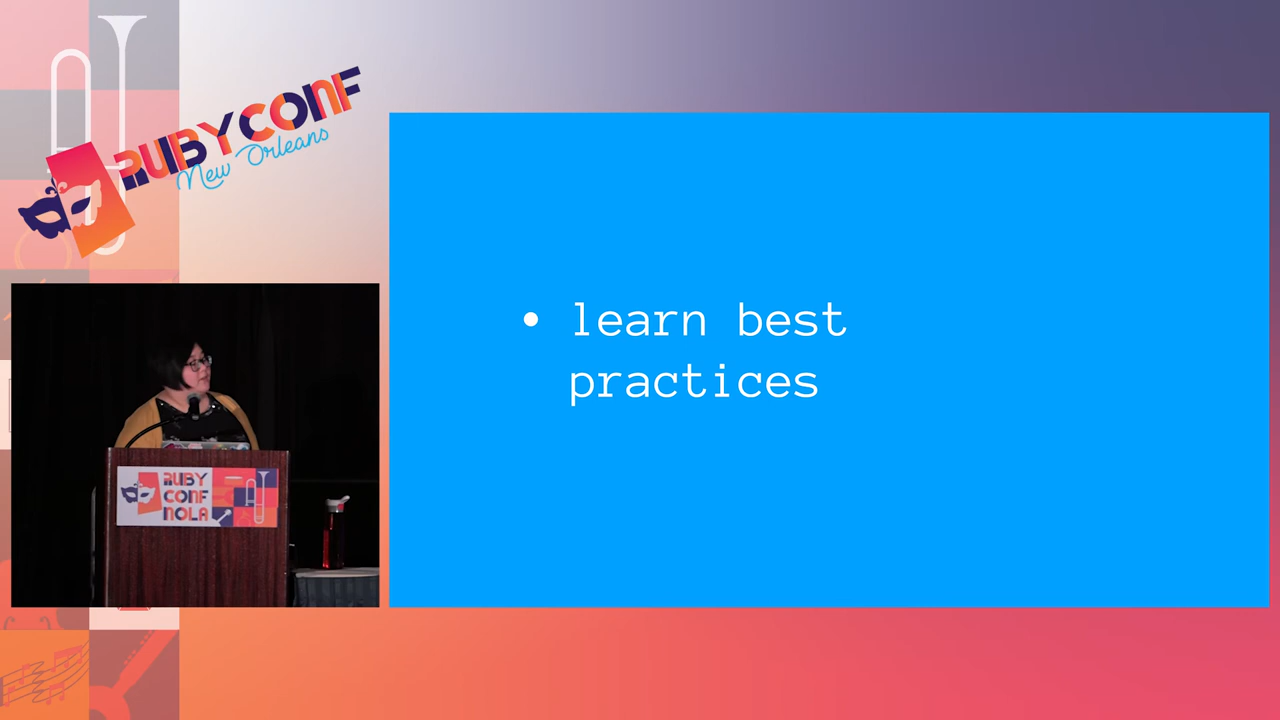 RUBYCONF
New Orleans
• learn best
practices
RUBY
CONF
NOLA